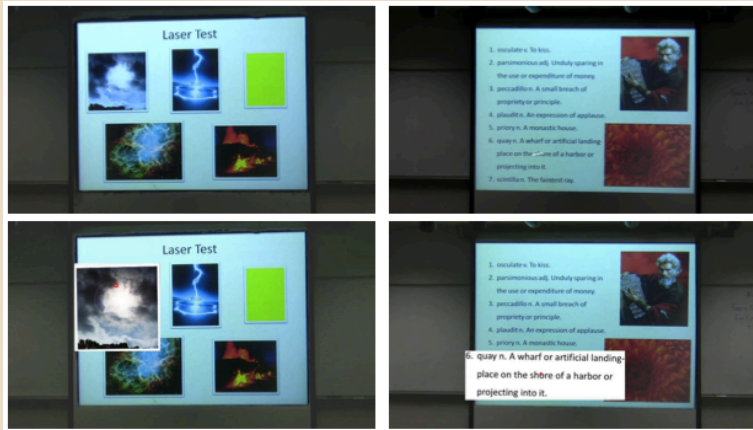 Laser Test
1. osculate v. To kiss.
2. parsimonious adj. Unduly sparing in
the use or expenditure of money.
3. peccadillo n. A small breach of
propriety or principle.
4. plaudit n. An expression of applause.
5. priory n. A monastic house.
6. quay n. A wharf or artificial landing-
place on the shore of a harbor or
projecting into it.
7. scintilla n. The faintest ray
Laser Test
1. osculate v. To kiss.
2. parsimonious adj. Unduly sparing in
the use or expenditure of money.
3. peccadillo n. A small breach of
propriety or principle.
4. plaudit n. An expression of applause.
5. priory n. A monastic house.
6. quay n. A wharf or artificial landing-
place on the shore of a harbor or
projecting into it.